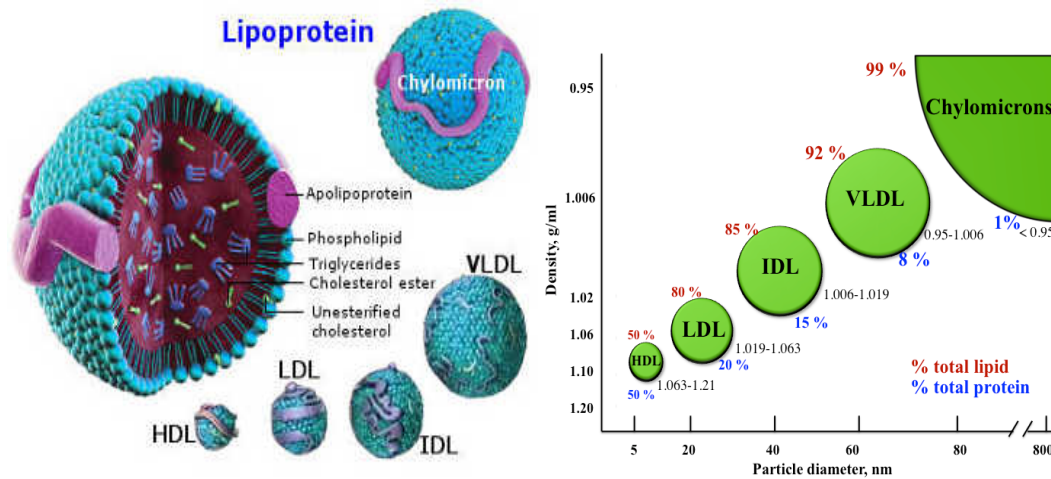 Lipoprotein
Chylomicron
Apolipoprotein
Phospholipid
Triglycerides
Cholesterol ester
Unesterified
cholesterol
VLDL
LDL
HDL
IDL
Density, g/ml
0.95
1.006
1.02
1.06
1.10
1.20
99 %
Chylomicrons
1%
< 0.95
92 %
VLDL
0.95-1.006
8 %
85 %
IDL
1.006-1.019
15 %
80 %
LDL
1.019-1.063
20 %
50 %
HDL
1.063-1.21
50 %
% total lipid
% total protein
5 20 40 60 80 800
Particle diameter, nm